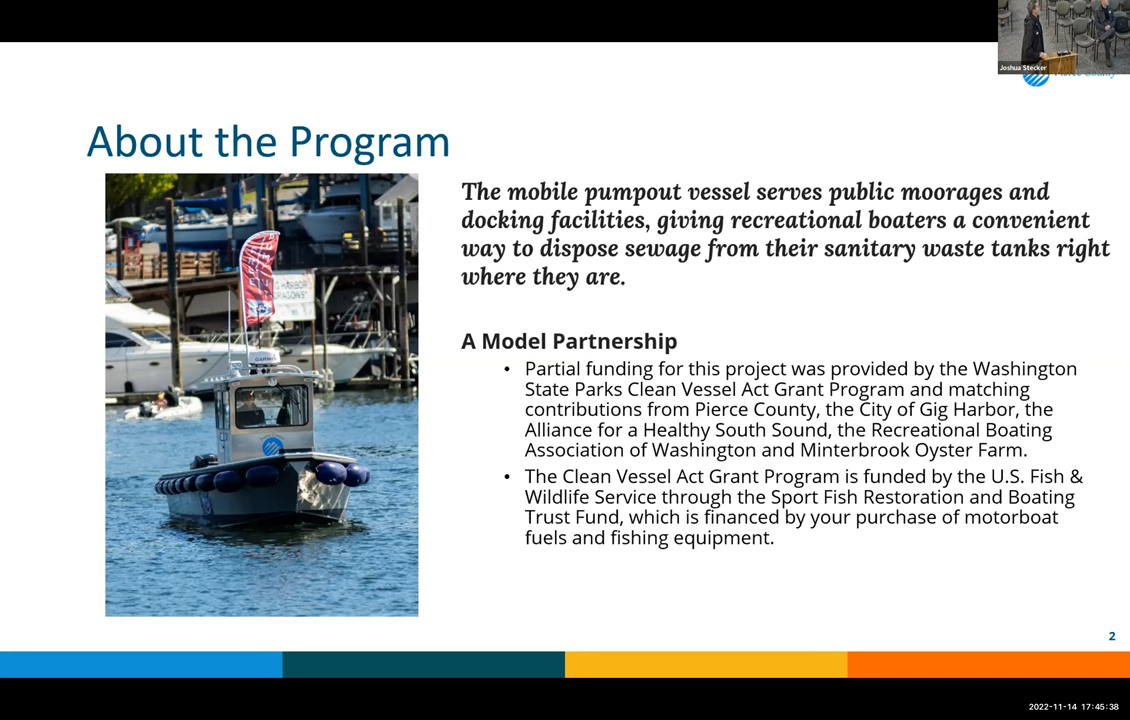 Joshua Stecker
Pierce County
About the Program
The mobile pumpout vessel serves public moorages and
docking facilities, giving recreational boaters a convenient
way to dispose sewage from their sanitary waste tanks right
where they are.
A Model Partnership
• Partial funding for this project was provided by the Washington
State Parks Clean Vessel Act Grant Program and matching
contributions from Pierce County, the City of Gig Harbor, the
Alliance for a Healthy South Sound, the Recreational Boating
Association of Washington and Minterbrook Oyster Farm.
• The Clean Vessel Act Grant Program is funded by the U.S. Fish &
Wildlife Service through the Sport Fish Restoration and Boating
Trust Fund, which is financed by your purchase of motorboat
fuels and fishing equipment.
G HARBOR
DRAGONS
GARMIN
2
2022-11-14 17:45:38